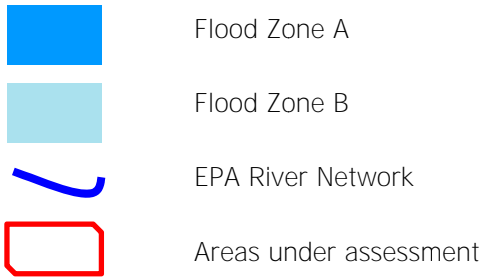 Flood Zone A
Flood Zone B
EPA River Network
Areas under assessment